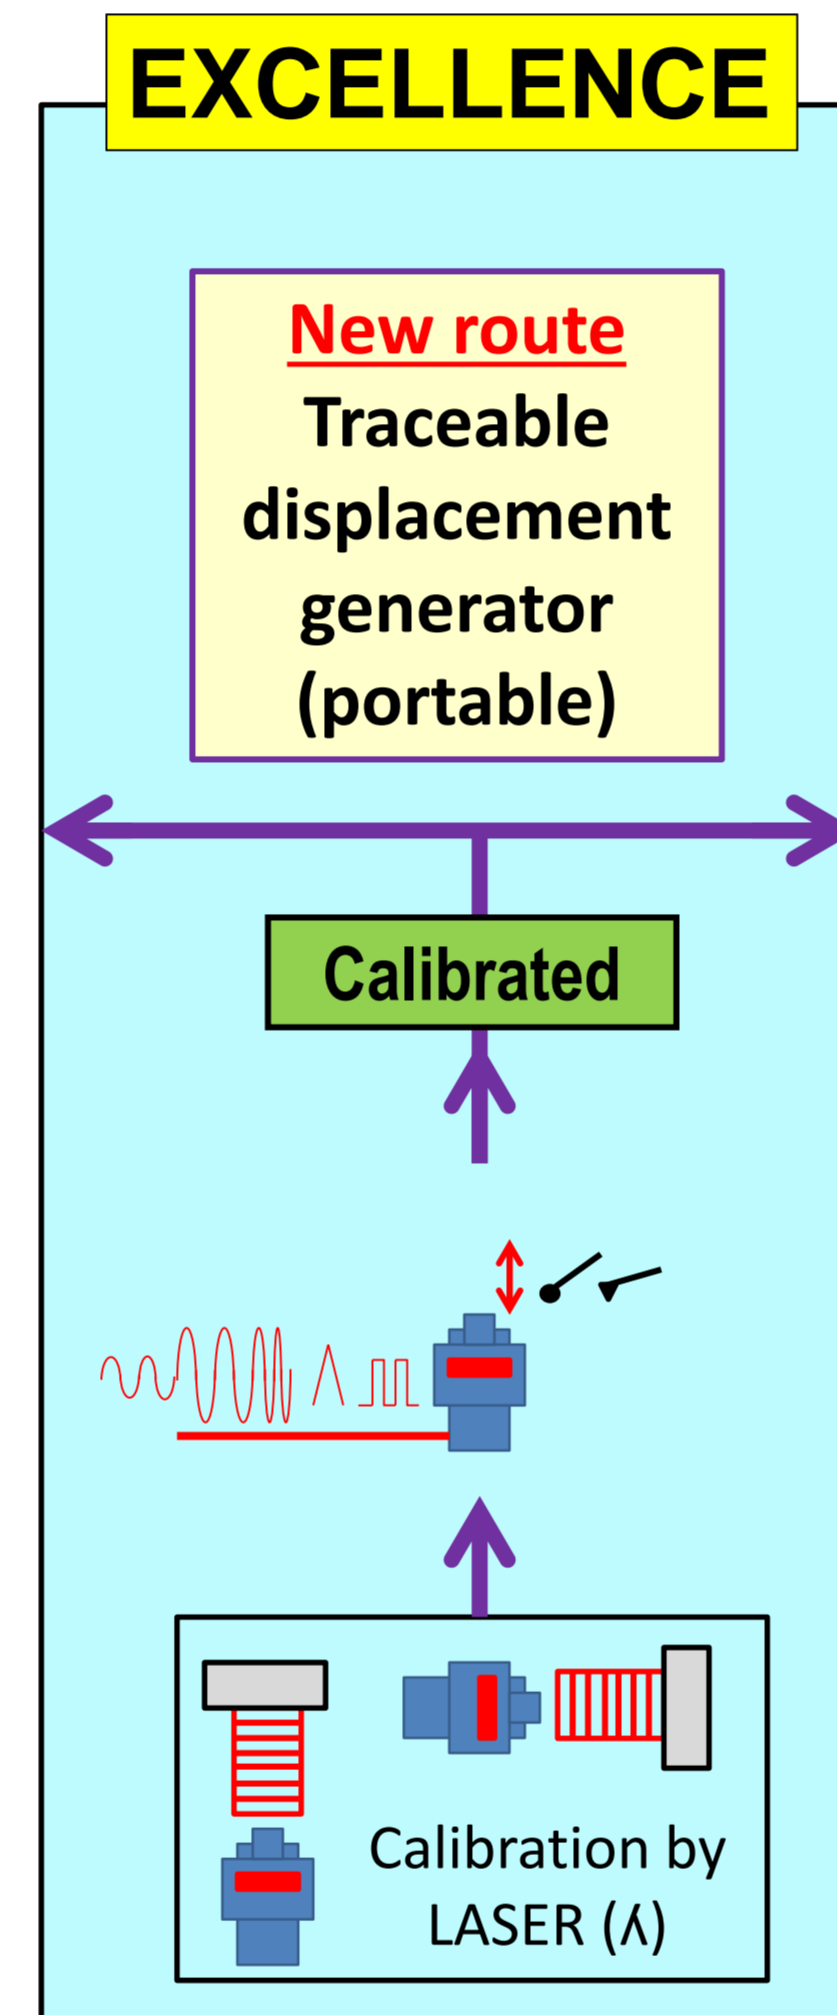 EXCELLENCE
New route
Traceable
displacement
generator
(portable)
Calibrated
Calibration by
LASER (λ)